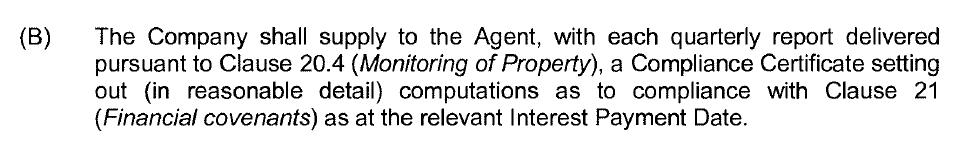 (B) The Company shall supply to the Agent, with each quarterly report delivered
pursuant to Clause 20.4 (Monitoring of Property), a Compliance Certificate setting
out (in reasonable detail) computations as to compliance with Clause 21
(Financial covenants) as at the relevant Interest Payment Date.